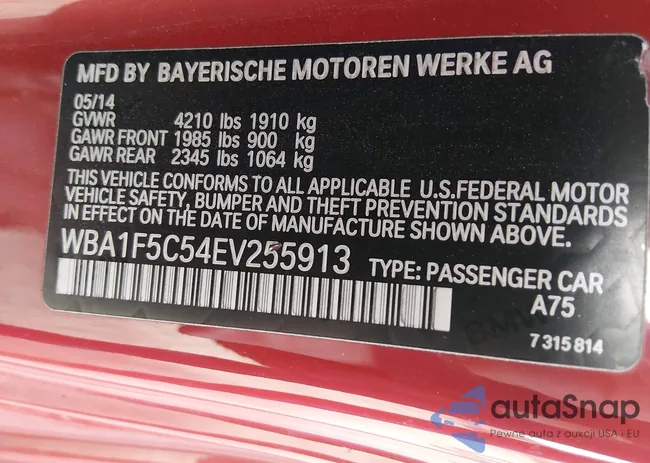 MFD BY BAYERISCHE MOTOREN WERKE AG
05/14
GVWR 4210 lbs 1910 kg
GAWR FRONT 1985 lbs 900 kg
GAWR REAR 2345 lbs 1064 kg
THIS VEHICLE CONFORMS TO ALL APPLICABLE U.S.FEDERAL MOTOR
VEHICLE SAFETY, BUMPER AND THEFT PREVENTION STANDARDS
IN EFFECT ON THE DATE OF MANUFACTURE SHOWN ABOVE.
WBA1F5C54EV255913 TYPE: PASSENGER CAR
A75
BMW
7 315 814
autaSnap
Pewne auta z aukcji USA i EU